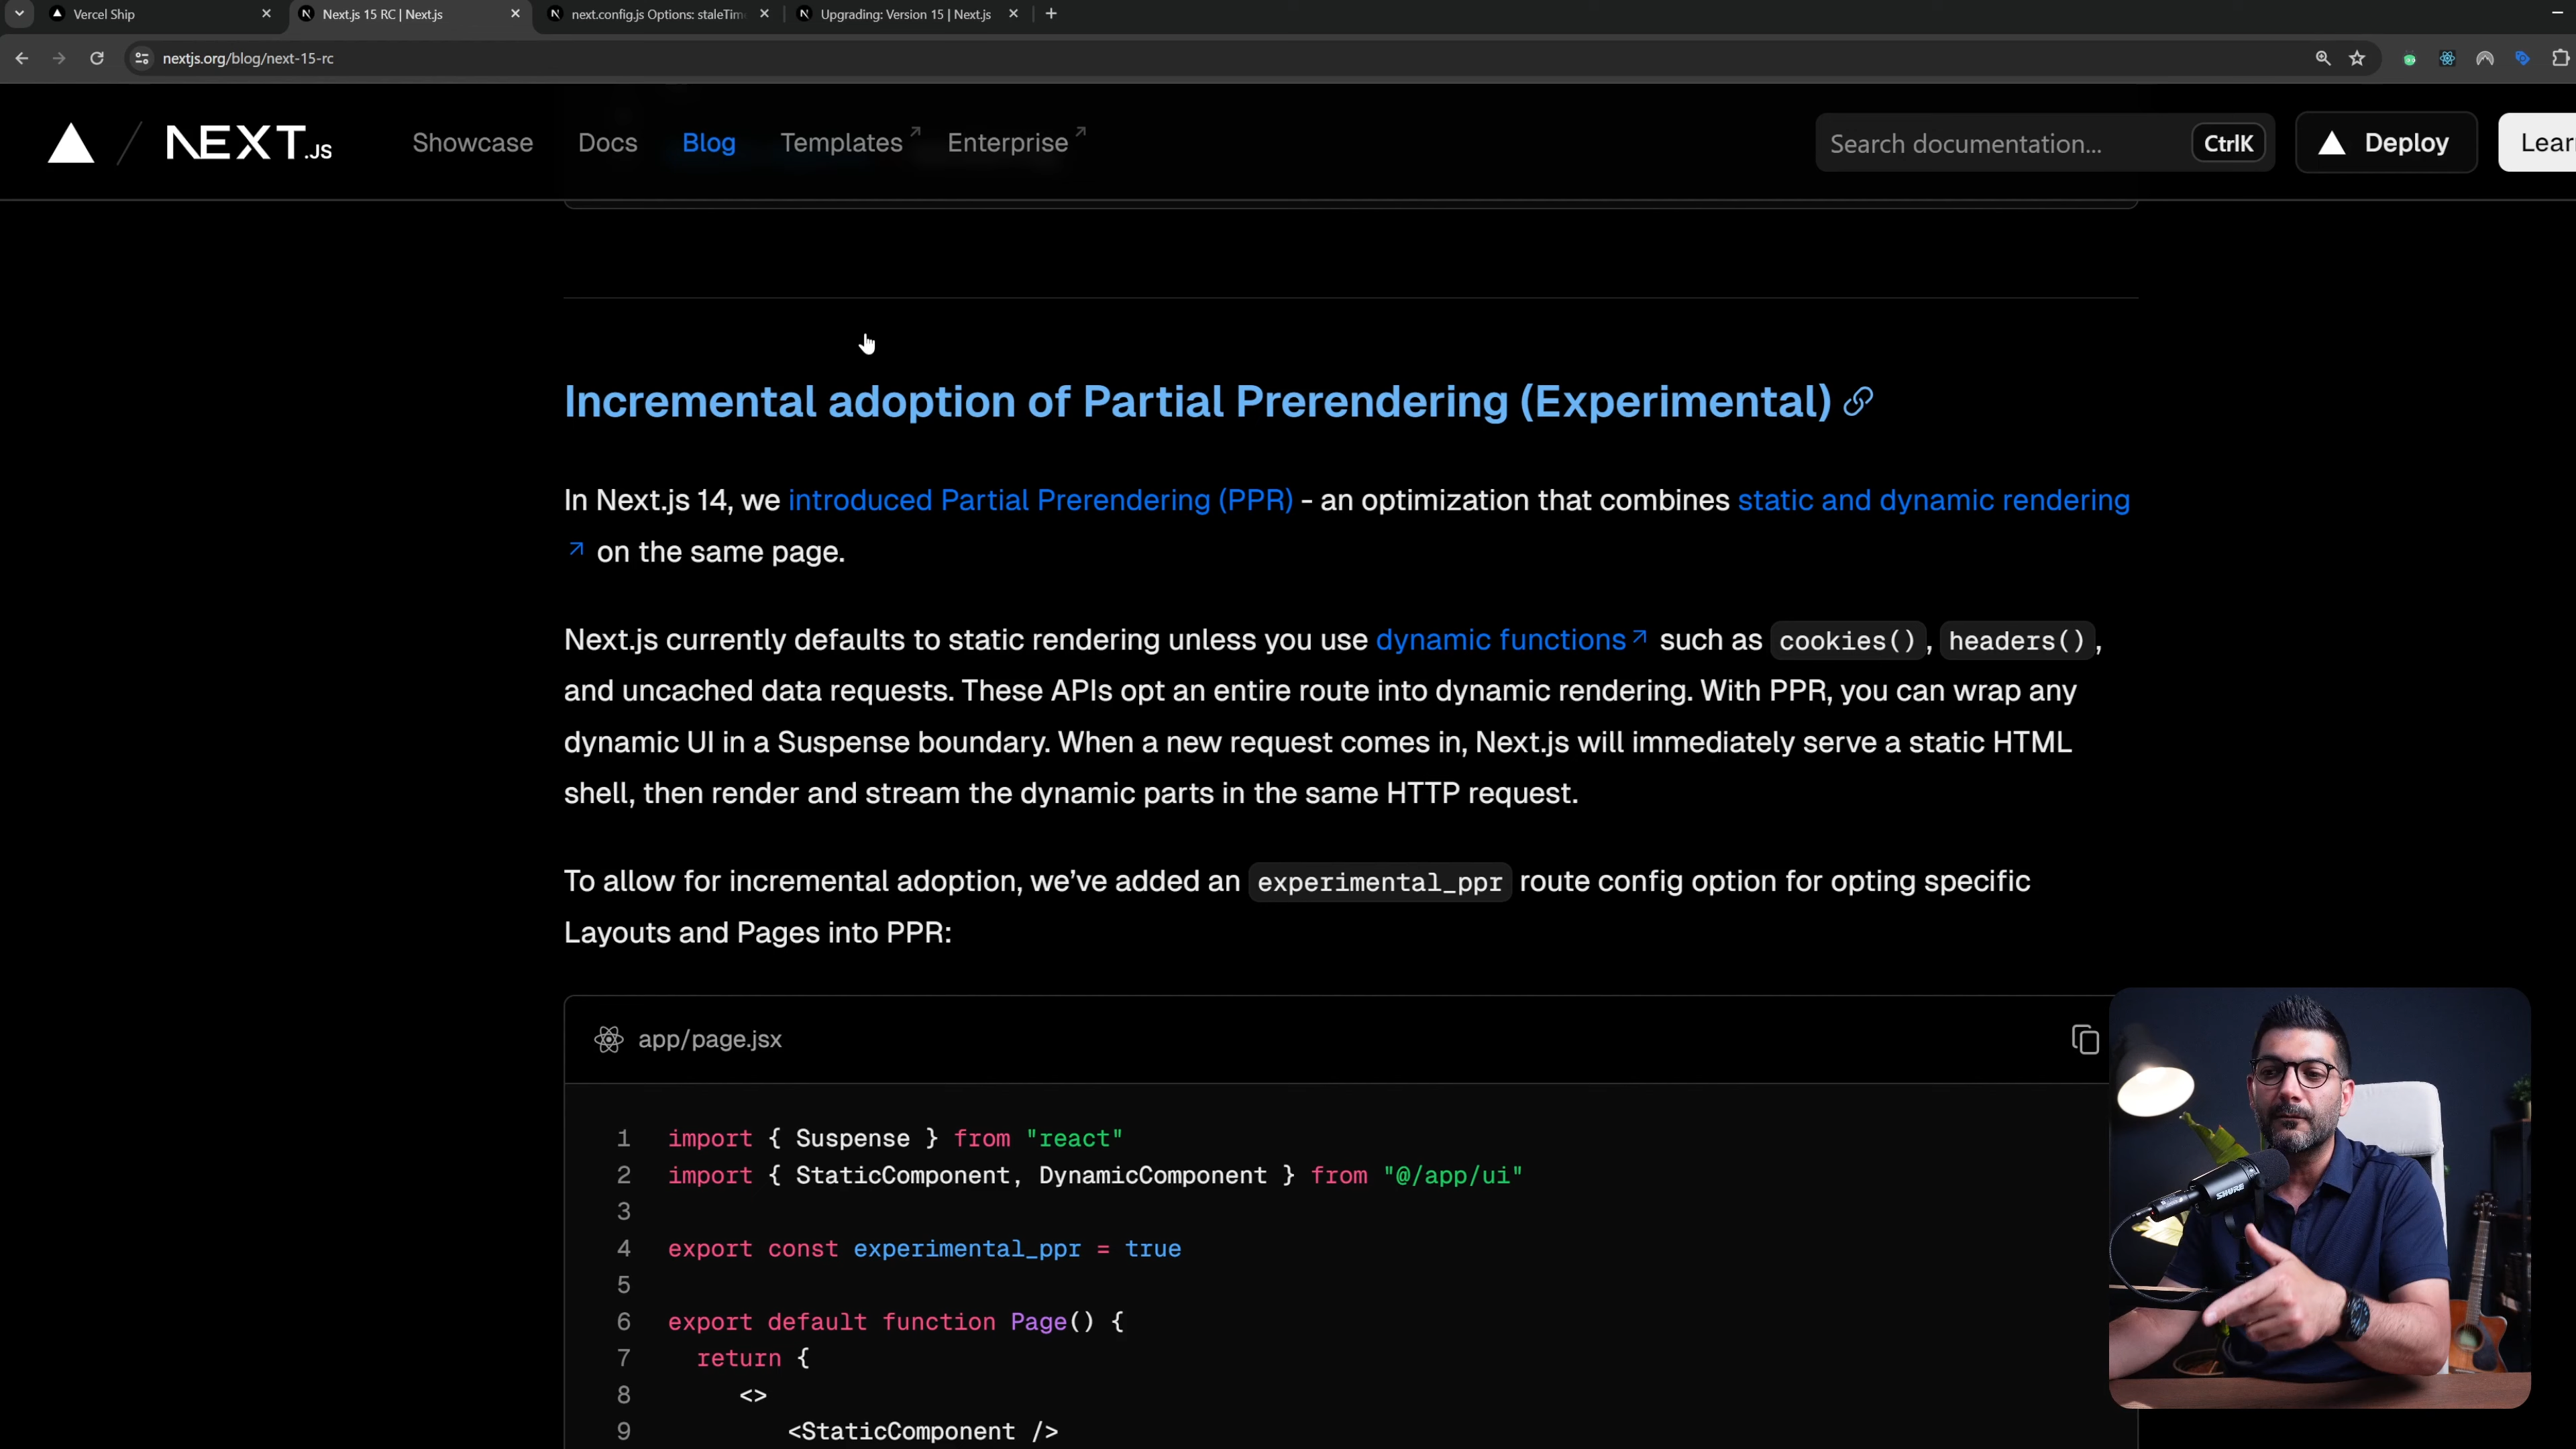 Vercel Ship
Next.js 15 RC | Next.js
next.config.js Options: staleTim
Upgrading: Version 15 | Next.js
nextjs.org/blog/next-15-rc
NEXT.JS
Showcase
Docs
Blog
Templates
Enterprise
Search documentation...
CtrlK
Deploy
Lear
Incremental adoption of Partial Prerendering (Experimental)
In Next.js 14, we introduced Partial Prerendering (PPR) - an optimization that combines static and dynamic rendering
on the same page.
Next.js currently defaults to static rendering unless you use dynamic functions such as cookies(), headers(),
and uncached data requests. These APIs opt an entire route into dynamic rendering. With PPR, you can wrap any
dynamic UI in a Suspense boundary. When a new request comes in, Next.js will immediately serve a static HTML
shell, then render and stream the dynamic parts in the same HTTP request.
To allow for incremental adoption, we’ve added an experimental_ppr route config option for opting specific
Layouts and Pages into PPR:
app/page.jsx
1 import { Suspense } from "react"
2 import { StaticComponent, DynamicComponent } from "@/app/ui"
3
4 export const experimental_ppr = true
5
6 export default function Page() {
7 return {
8 <>
9 <StaticComponent />
SHURE